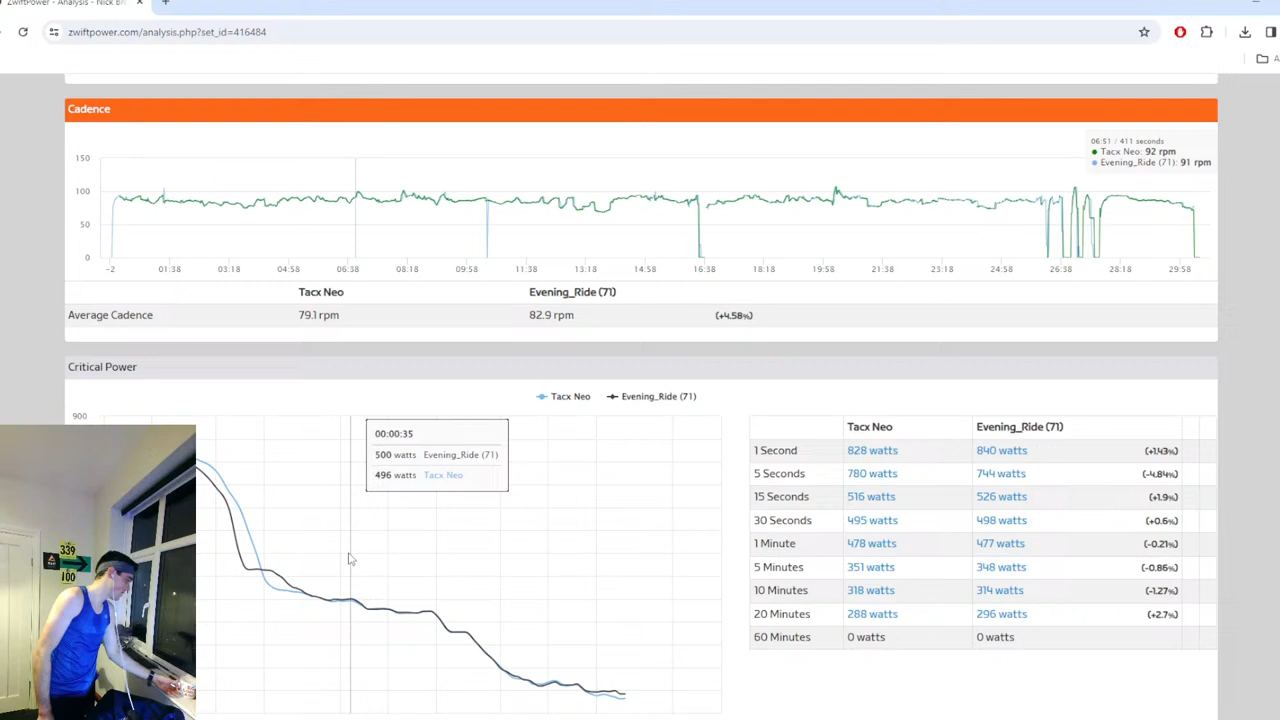 ZwiftPower - Analysis - Nick
zwiftpower.com/analysis.php?set_id=416484
Cadence
06:51 / 411 seconds
Tacx Neo: 92 rpm
Evening_Ride (71): 91 rpm
150
100
50
0
-2 01:38 03:18 04:58 06:38 08:18 09:58 11:38 13:18 14:58 16:38 18:18 19:58 21:38 23:18 24:58 26:38 28:18 29:58
Tacx Neo Evening_Ride (71)
Average Cadence 79.1 rpm 82.9 rpm (+4.58%)
Critical Power
Tacx Neo Evening_Ride (71)
900
00:00:35
500 watts Evening_Ride (71)
496 watts Tacx Neo
Tacx Neo Evening_Ride (71)
1 Second 828 watts 840 watts (+1.43%)
5 Seconds 780 watts 744 watts (-4.84%)
15 Seconds 516 watts 526 watts (+1.9%)
30 Seconds 495 watts 498 watts (+0.6%)
1 Minute 478 watts 477 watts (-0.21%)
5 Minutes 351 watts 348 watts (-0.86%)
10 Minutes 318 watts 314 watts (-1.27%)
20 Minutes 288 watts 296 watts (+2.7%)
60 Minutes 0 watts 0 watts
339
100